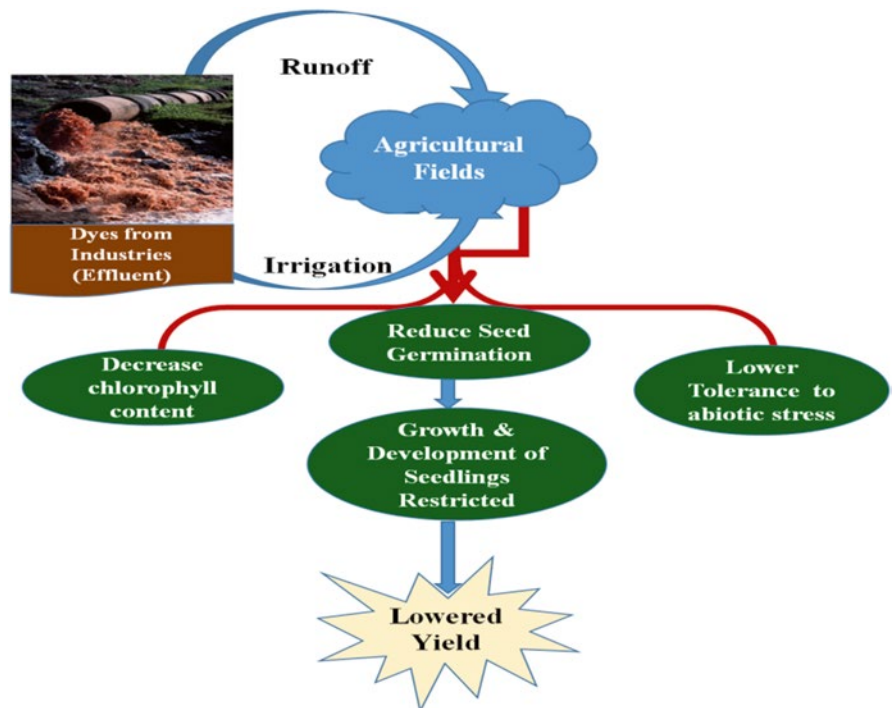 Runoff
Agricultural
Fields
Dyes from
Industries
(Effluent)
Irrigation
Reduce Seed
Germination
Decrease
chlorophyll
content
Lower
Tolerance to
abiotic stress
Growth &
Development of
Seedlings
Restricted
Lowered
Yield